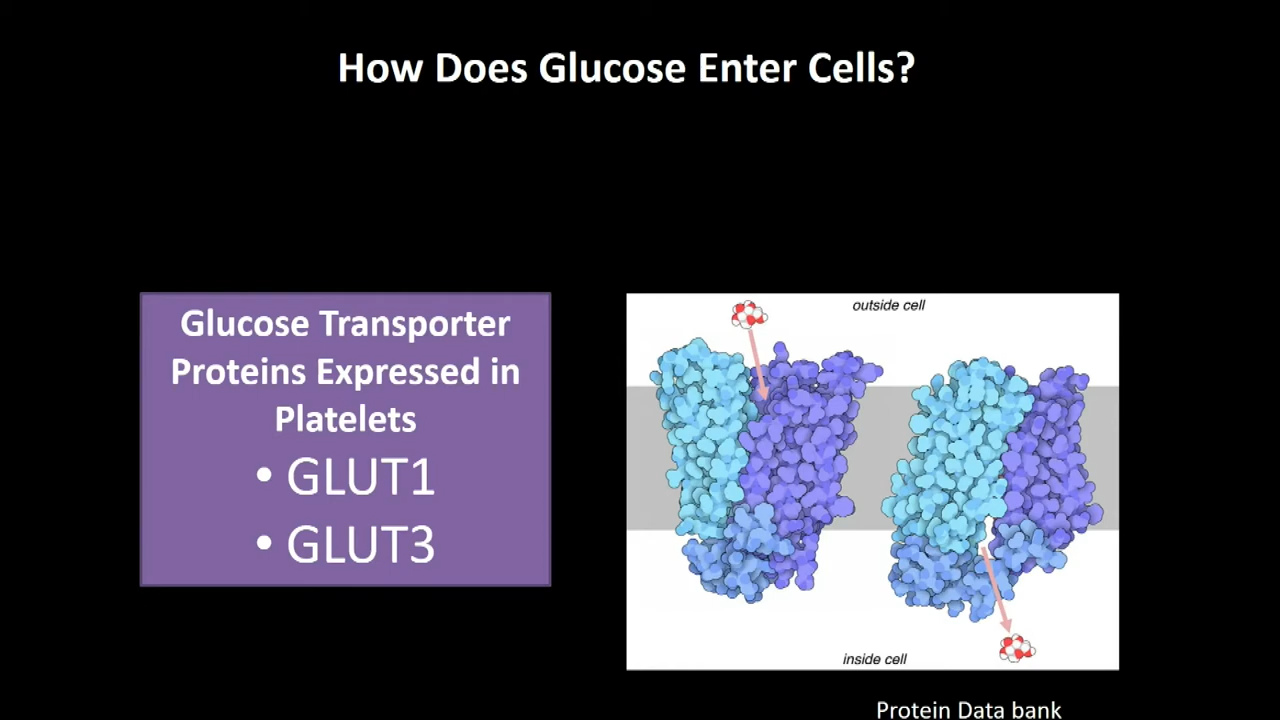 How Does Glucose Enter Cells?
Glucose Transporter
Proteins Expressed in
Platelets
• GLUT1
• GLUT3
outside cell
inside cell
Protein Data bank